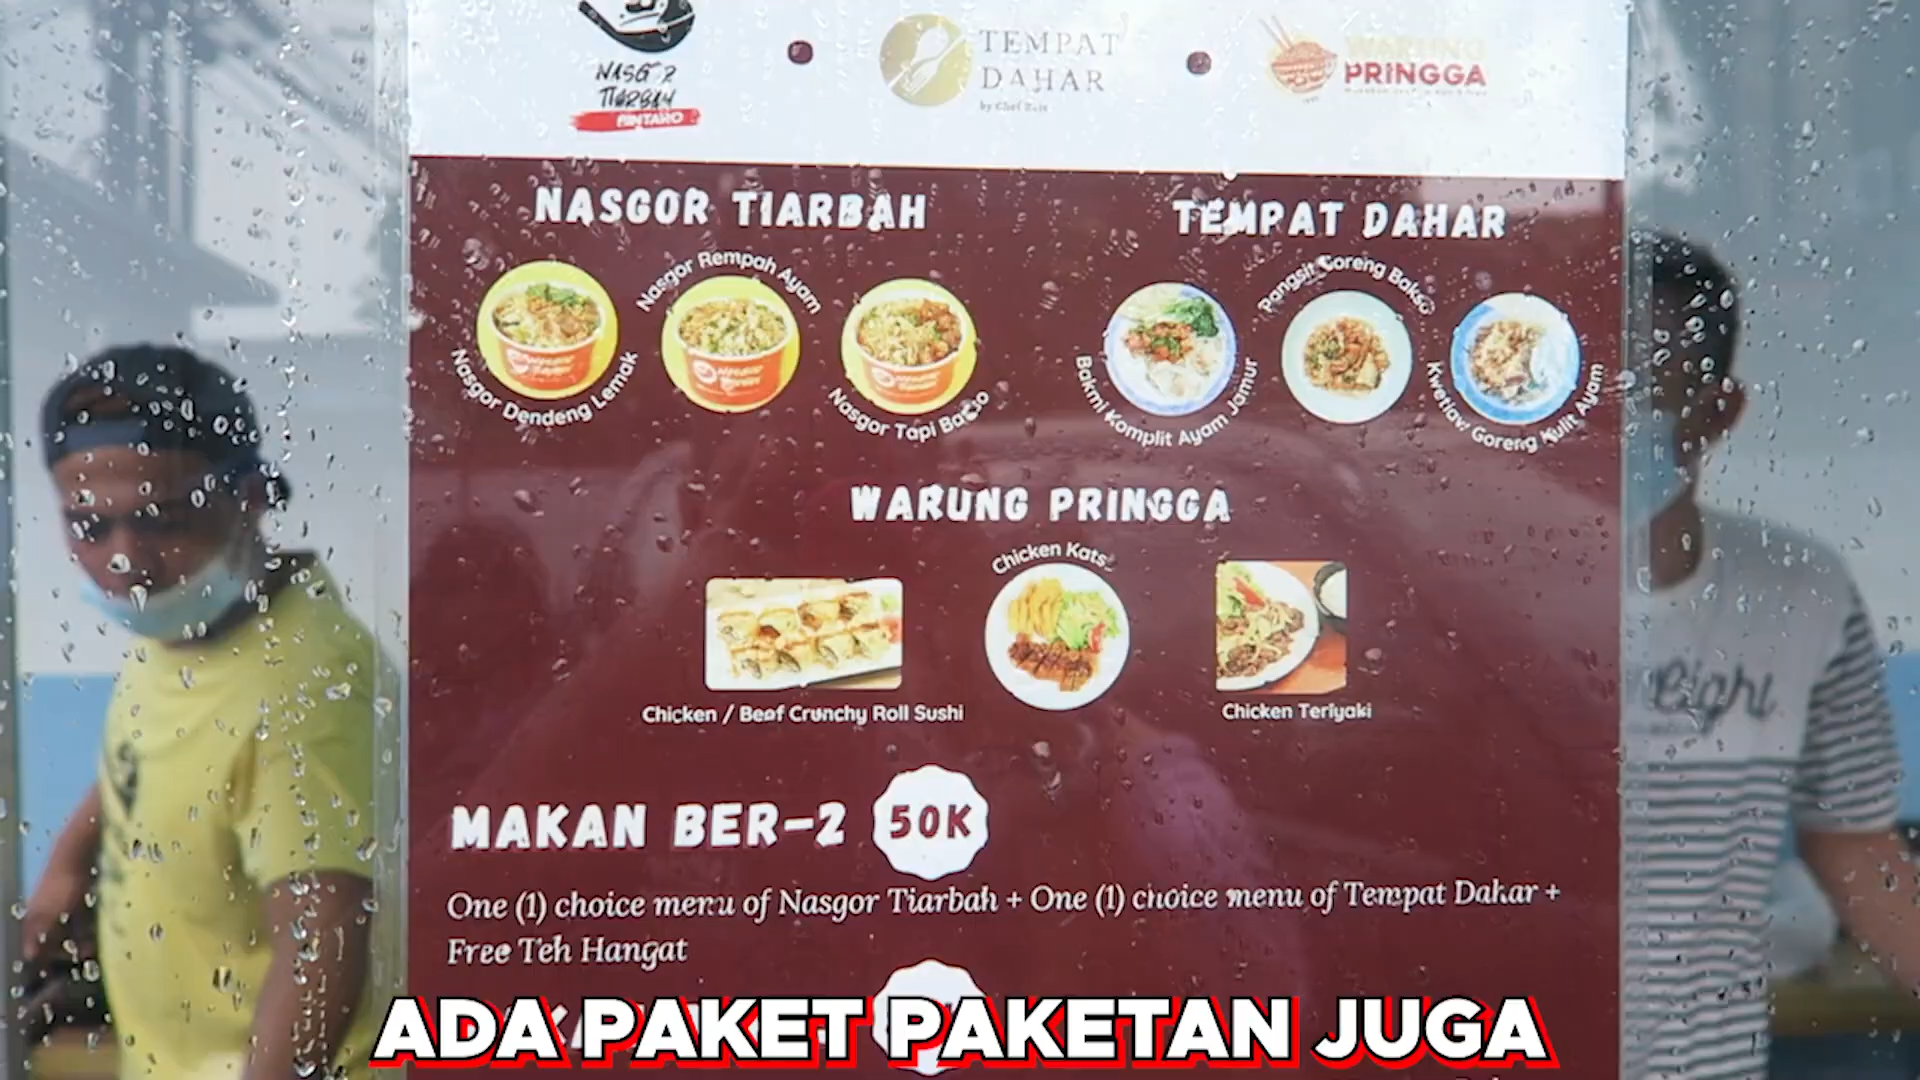 TEMPAT
DAHAR
WARUNG
PRINGGA
BINTARO
NASGOR TIARBAH
TEMPAT DAHAR
Nasgor Dendeng Lemak
Nasgor Rempah Ayam
Nasgor Tapi Bakso
Bakmi Komplit Ayam Jamur
Pangsit Goreng Bakso
Kwetiaw Goreng Kulit Ayam
WARUNG PRINGGA
Chicken / Beef Crunchy Roll Sushi
Chicken Katsu
Chicken Teriyaki
MAKAN BER-2 50K
One (1) choice menu of Nasgor Tiarbah + One (1) choice menu of Tempat Dahar +
Free Teh Hangat
ADA PAKET PAKETAN JUGA